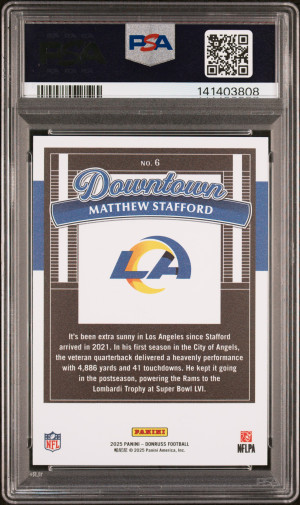 PSA
141403808
NO. 6
Downtown
MATTHEW STAFFORD
LA
It's been extra sunny in Los Angeles since Stafford
arrived in 2021. In his first season in the City of Angels,
the veteran quarterback delivered a heavenly performance
with 4,886 yards and 41 touchdowns. He kept it going
in the postseason, powering the Rams to the
Lombardi Trophy at Super Bowl LVI.
PANINI
2025 PANINI – DONRUSS FOOTBALL
© 2025 Panini America, Inc.
NFL
NFLPA